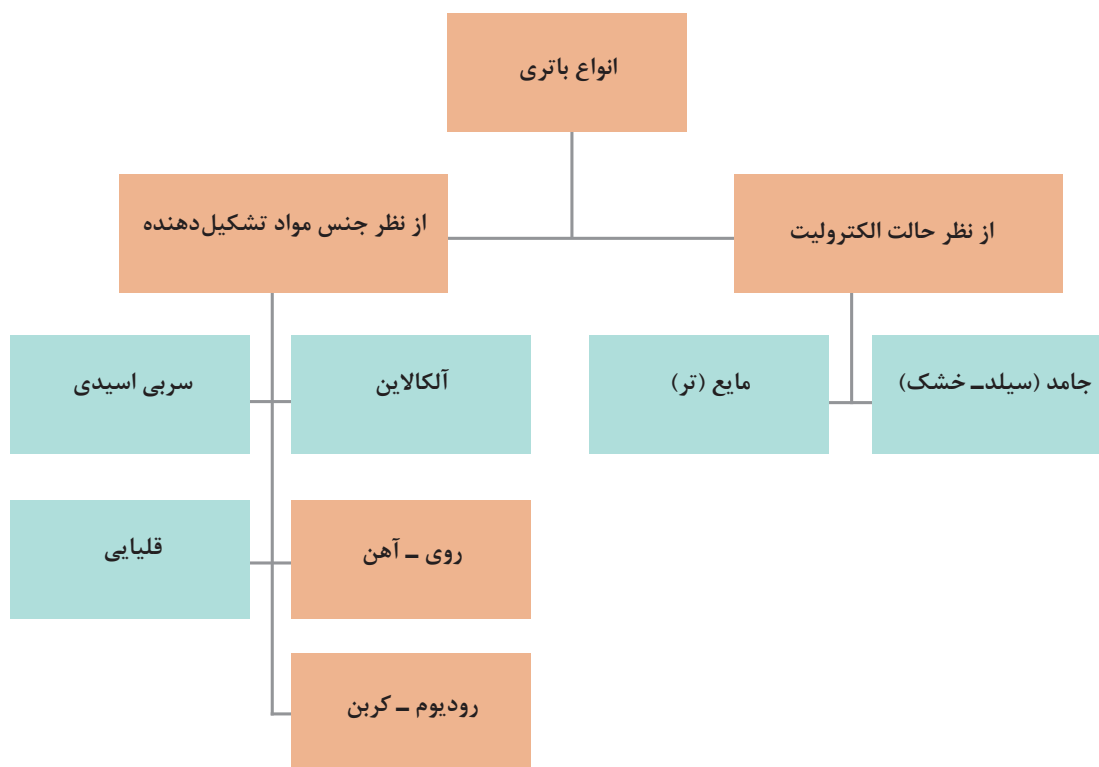 انواع باتری
از نظر حالت الکترولیت
از نظر جنس مواد تشکیل‌دهنده
جامد (سیلد ـ خشک)
مایع (تر)
آلکالاین
سربی اسیدی
روی ـ آهن
قلیایی
رودیوم ـ کربن